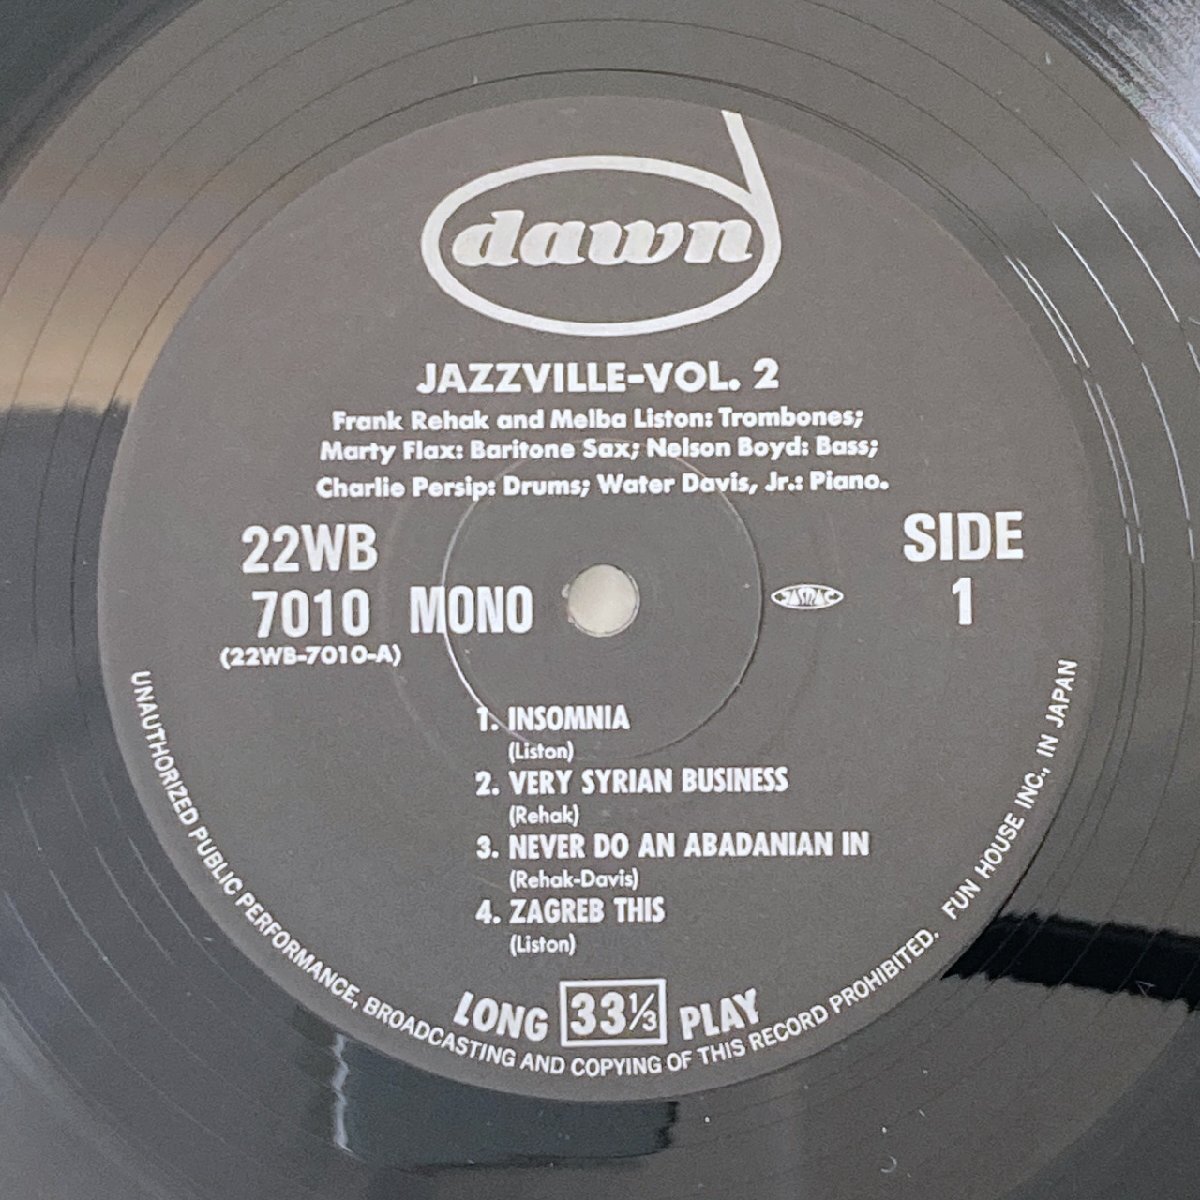 dawn
JAZZVILLE-VOL. 2
Frank Rehak and Melba Liston: Trombones;
Marty Flax: Baritone Sax; Nelson Boyd: Bass;
Charlie Persip: Drums; Water Davis, Jr.: Piano.
22WB
7010 MONO
(22WB-7010-A)
JASRAC
SIDE
1
1. INSOMNIA
(Liston)
2. VERY SYRIAN BUSINESS
(Rehak)
3. NEVER DO AN ABADANIAN IN
(Rehak-Davis)
4. ZAGREB THIS
(Liston)
LONG 33⅓ PLAY
UNAUTHORIZED PUBLIC PERFORMANCE, BROADCASTING AND COPYING OF THIS RECORD PROHIBITED. FUN HOUSE INC., IN JAPAN